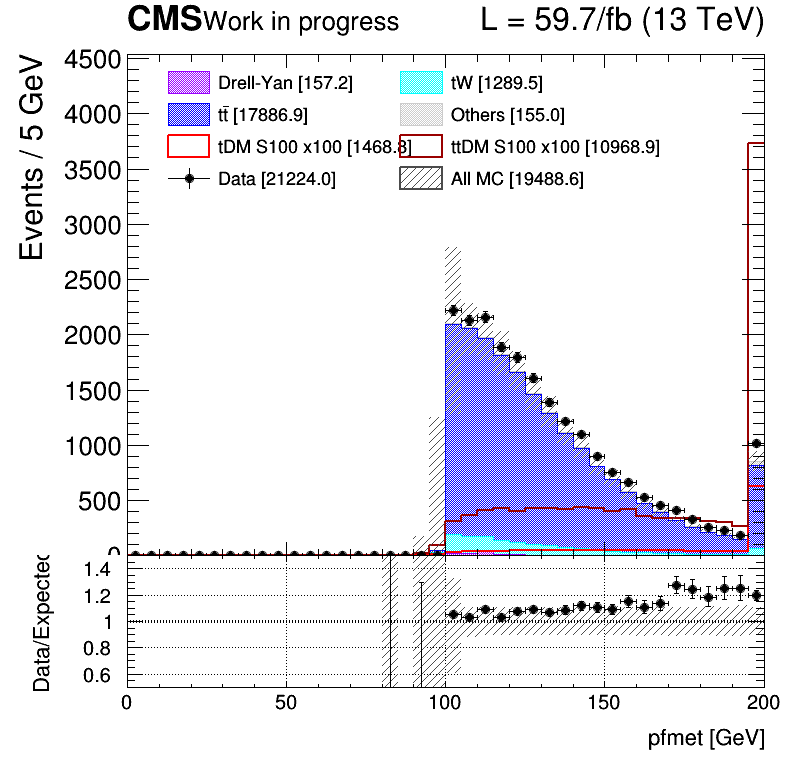 CMS Work in progress L = 59.7/fb (13 TeV)
Drell-Yan [157.2] tW [1289.5]
tt̄ [17886.9] Others [155.0]
tDM S100 x100 [1468.8] ttDM S100 x100 [10968.9]
Data [21224.0] All MC [19488.6]
Events / 5 GeV
4500
4000
3500
3000
2500
2000
1500
1000
500
0
Data/Expected
1.4
1.2
1
0.8
0.6
0 50 100 150 200
pfmet [GeV]